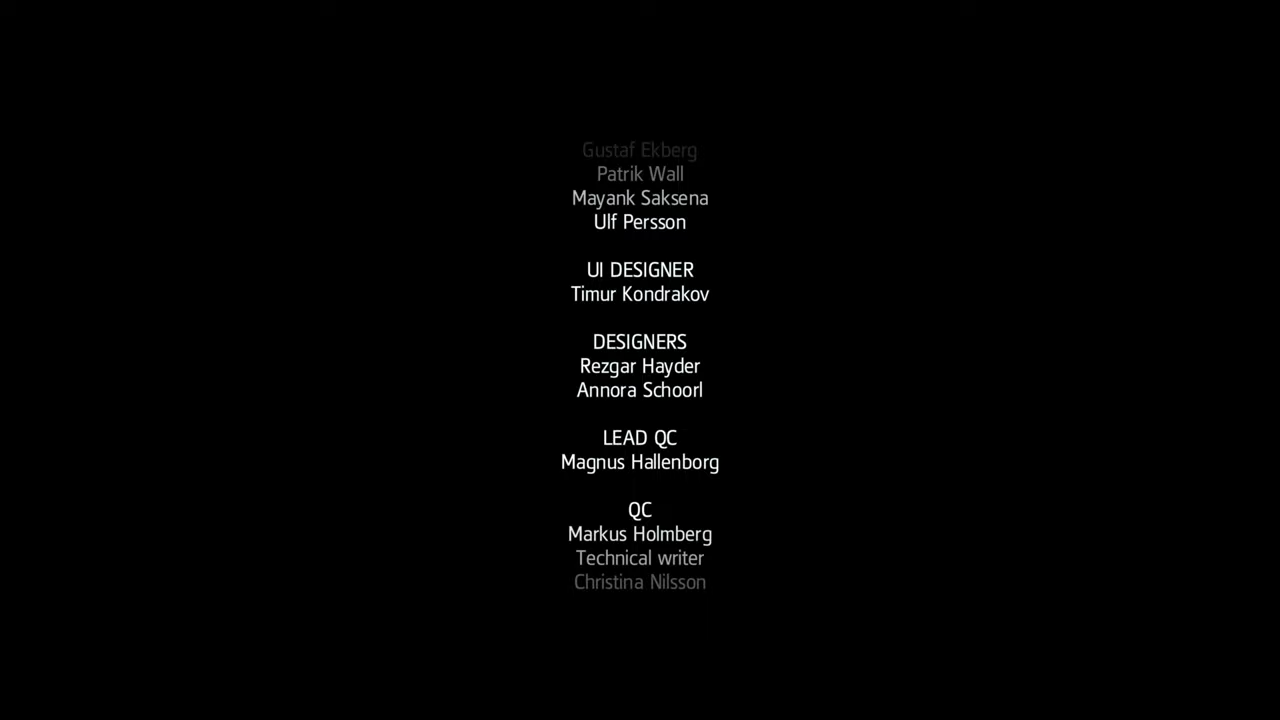 Gustaf Ekberg
Patrik Wall
Mayank Saksena
Ulf Persson
UI DESIGNER
Timur Kondrakov
DESIGNERS
Rezgar Hayder
Annora Schoorl
LEAD QC
Magnus Hallenborg
QC
Markus Holmberg
Technical writer
Christina Nilsson